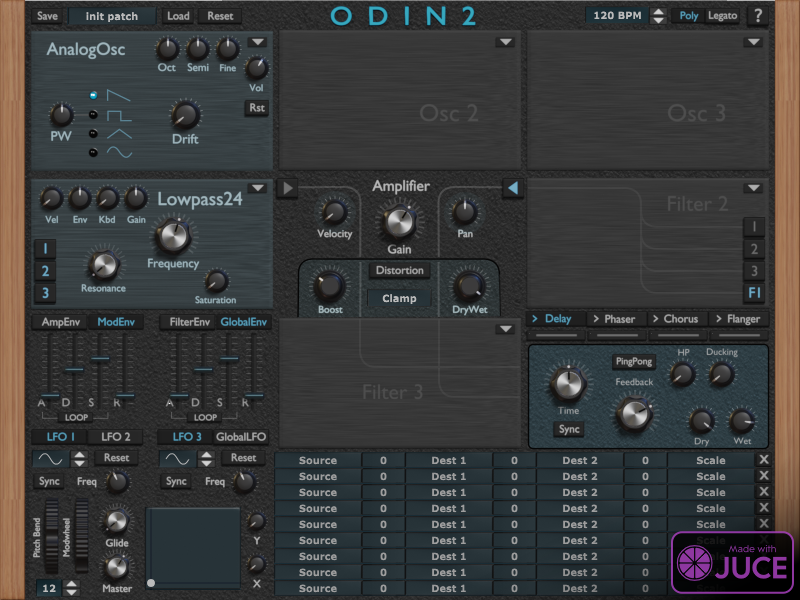 Save Init patch Load Reset ODIN 2 120 BPM Poly Legato ?
AnalogOsc
Oct Semi Fine
Vol
Rst
PW
Drift
Osc 2
Osc 3
Lowpass24
Vel Env Kbd Gain
1
2
3
Frequency
Resonance
Saturation
Amplifier
Velocity
Gain
Pan
Distortion
Boost
Clamp
DryWet
Filter 2
1
2
3
F1
AmpEnv ModEnv
A D S R
LOOP
FilterEnv GlobalEnv
A D S R
LOOP
Filter 3
> Delay > Phaser > Chorus > Flanger
PingPong
HP Ducking
Feedback
Time
Sync
Dry Wet
LFO 1 LFO 2
Reset
Sync Freq
LFO 3 GlobalLFO
Reset
Sync Freq
Pitch Bend
Modwheel
Glide
Master
12
Y
X
Source 0 Dest 1 0 Dest 2 0 Scale X
Source 0 Dest 1 0 Dest 2 0 Scale X
Source 0 Dest 1 0 Dest 2 0 Scale X
Source 0 Dest 1 0 Dest 2 0 Scale X
Source 0 Dest 1 0 Dest 2 0 Scale X
Source 0 Dest 1 0 Dest 2 0
Source 0 Dest 1 0 Dest 2 0
Source 0 Dest 1 0 Dest 2 0
Source 0 Dest 1 0 Dest 2 0
Made with
JUCE